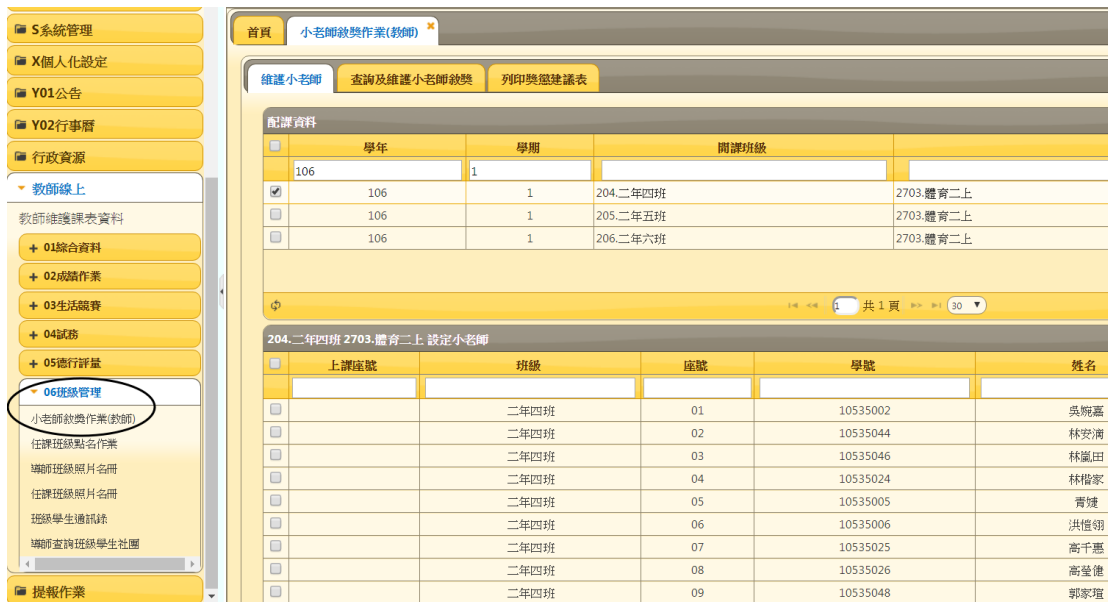 S系統管理
X個人化設定
Y01公告
Y02行事曆
行政資源
教師線上
教師維護課表資料
+ 01綜合資料
+ 02成績作業
+ 03生活競賽
+ 04試務
+ 05德行評量
06班級管理
小老師敘獎作業(教師)
任課班級點名作業
導師班級照片名冊
任課班級照片名冊
班級學生通訊錄
導師查詢班級學生社團
提報作業
首頁 小老師敘獎作業(教師)
維護小老師 查詢及維護小老師敘獎 列印獎懲建議表
配課資料
學年 學期 開課班級
106 1
106 1 204.二年四班 2703.體育二上
106 1 205.二年五班 2703.體育二上
106 1 206.二年六班 2703.體育二上
1 共 1 頁 30
204.二年四班 2703.體育二上 設定小老師
上課座號 班級 座號 學號 姓名
二年四班 01 10535002 吳婉嘉
二年四班 02 10535044 林安湳
二年四班 03 10535046 林嵐田
二年四班 04 10535024 林楷家
二年四班 05 10535005 青婕
二年四班 06 10535006 洪愷翎
二年四班 07 10535025 高千惠
二年四班 08 10535026 高瑩倢
二年四班 09 10535048 郭家瑄